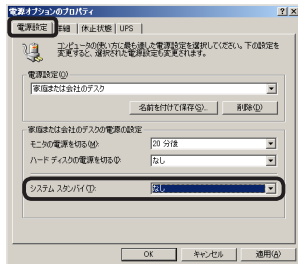 電源オプションのプロパティ
電源設定 詳細 休止状態 UPS
コンピュータの使い方に最も適した電源設定を選択してください。下の設定を
変更すると、選択された電源設定も変更されます。
電源設定(O)
家庭または会社のデスク
名前を付けて保存(S)... 削除(D)
家庭または会社のデスクの電源の設定
モニタの電源を切る(M): 20 分後
ハード ディスクの電源を切る(I): なし
システム スタンバイ(T): なし
OK キャンセル 適用(A)